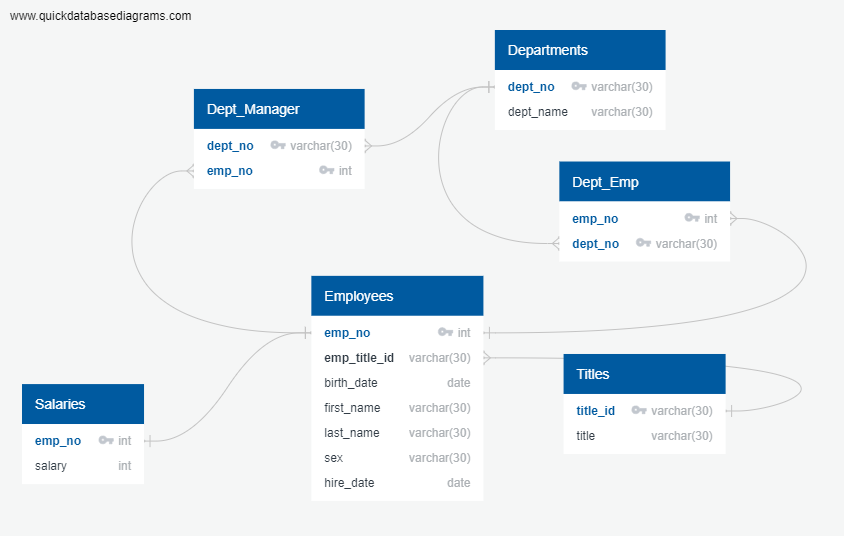 www.quickdatabasediagrams.com
Departments
dept_no varchar(30)
dept_name varchar(30)
Dept_Manager
dept_no varchar(30)
emp_no int
Dept_Emp
emp_no int
dept_no varchar(30)
Employees
emp_no int
emp_title_id varchar(30)
birth_date date
first_name varchar(30)
last_name varchar(30)
sex varchar(30)
hire_date date
Titles
title_id varchar(30)
title varchar(30)
Salaries
emp_no int
salary int